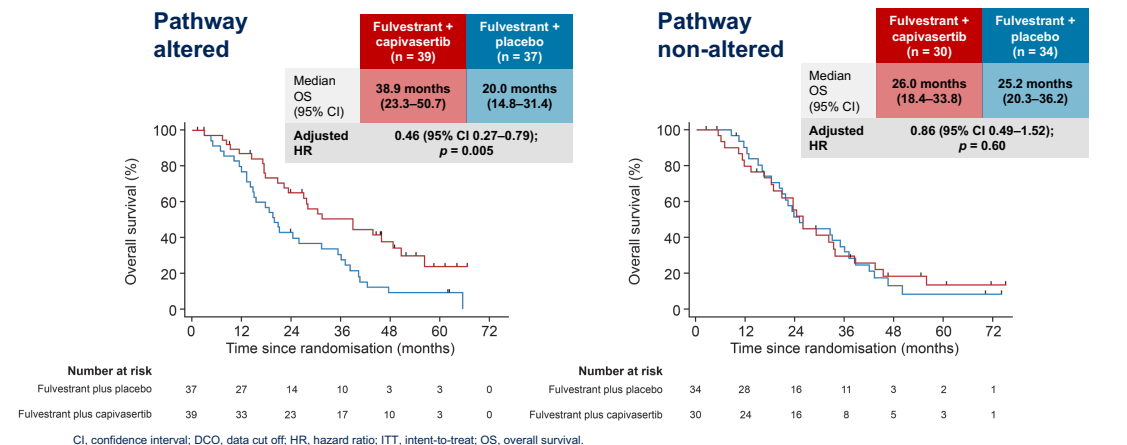 Pathway
altered
Fulvestrant +
capivasertib
(n = 39)
Fulvestrant +
placebo
(n = 37)
Median
OS
(95% CI)
38.9 months
(23.3–50.7)
20.0 months
(14.8–31.4)
Adjusted
HR
0.46 (95% CI 0.27–0.79);
p = 0.005
Overall survival (%)
100
80
60
40
20
0
0 12 24 36 48 60 72
Time since randomisation (months)
Number at risk
Fulvestrant plus placebo 37 27 14 10 3 3 0
Fulvestrant plus capivasertib 39 33 23 17 10 3 0
Pathway
non-altered
Fulvestrant +
capivasertib
(n = 30)
Fulvestrant +
placebo
(n = 34)
Median
OS
(95% CI)
26.0 months
(18.4–33.8)
25.2 months
(20.3–36.2)
Adjusted
HR
0.86 (95% CI 0.49–1.52);
p = 0.60
Overall survival (%)
100
80
60
40
20
0
0 12 24 36 48 60 72
Time since randomisation (months)
Number at risk
Fulvestrant plus placebo 34 28 16 11 3 2 1
Fulvestrant plus capivasertib 30 24 16 8 5 3 1
CI, confidence interval; DCO, data cut off; HR, hazard ratio; ITT, intent-to-treat; OS, overall survival.